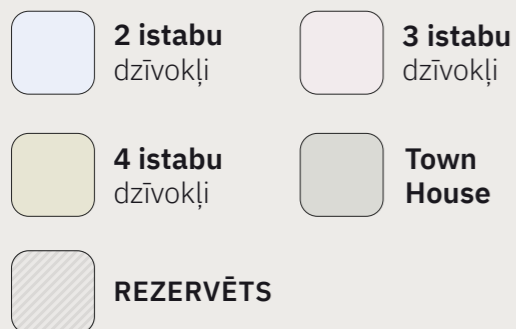 2 istabu
dzīvokļi
3 istabu
dzīvokļi
4 istabu
dzīvokļi
Town
House
REZERVĒTS